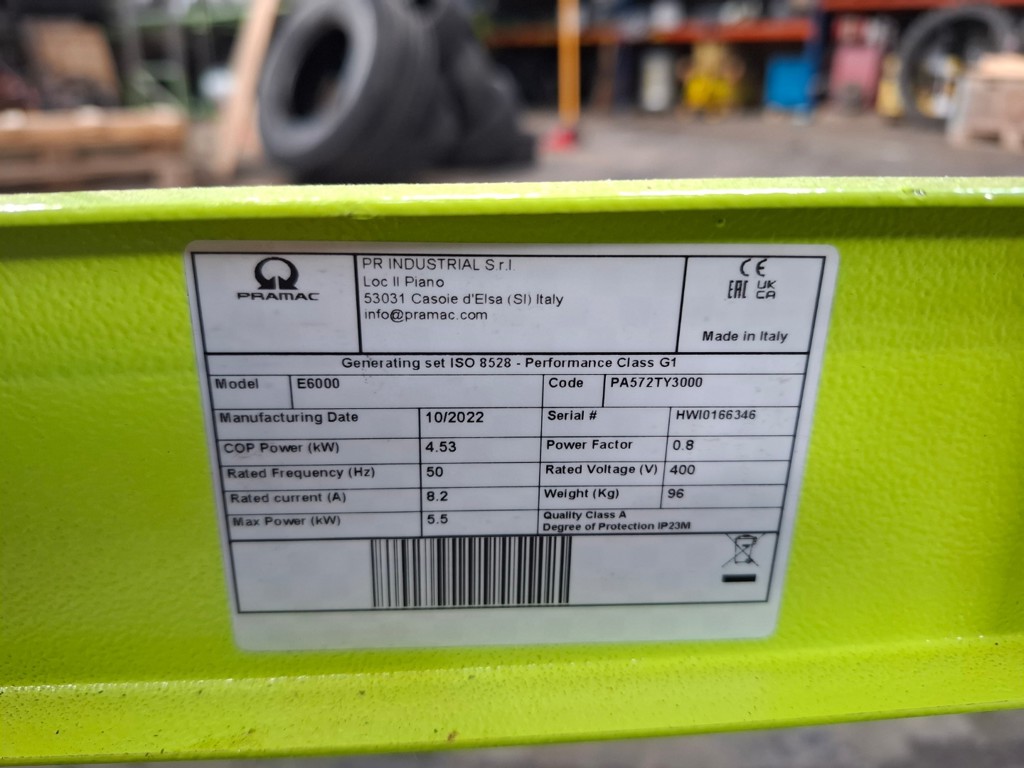 PRAMAC
PR INDUSTRIAL S.r.l.
Loc Il Piano
53031 Casole d'Elsa (SI) Italy
info@pramac.com
CE
EAC UK
CA
Made in Italy
Generating set ISO 8528 - Performance Class G1
Model E6000 Code PA572TY3000
Manufacturing Date 10/2022 Serial # HWI0166346
COP Power (kW) 4.53 Power Factor 0.8
Rated Frequency (Hz) 50 Rated Voltage (V) 400
Rated current (A) 8.2 Weight (Kg) 96
Max Power (kW) 5.5 Quality Class A
Degree of Protection IP23M